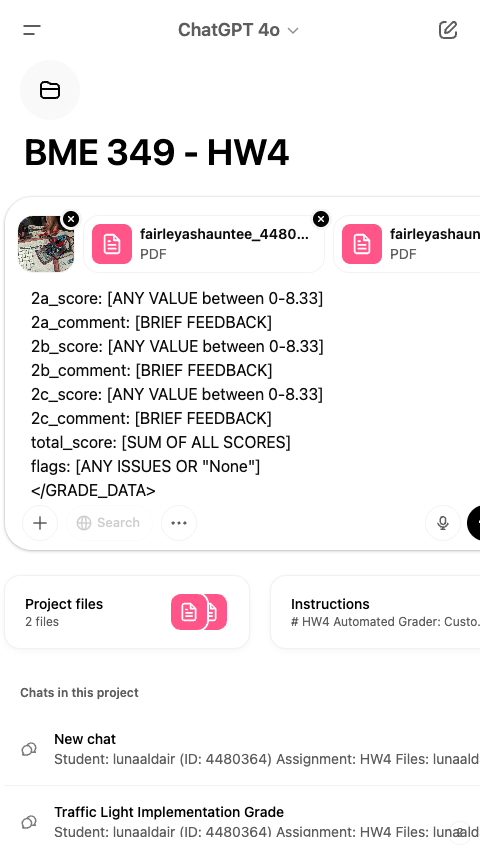 ChatGPT 4o
BME 349 - HW4
fairleyashauntee_4480...
PDF
fairleyashaun
PDF
2a_score: [ANY VALUE between 0-8.33]
2a_comment: [BRIEF FEEDBACK]
2b_score: [ANY VALUE between 0-8.33]
2b_comment: [BRIEF FEEDBACK]
2c_score: [ANY VALUE between 0-8.33]
2c_comment: [BRIEF FEEDBACK]
total_score: [SUM OF ALL SCORES]
flags: [ANY ISSUES OR "None"]
</GRADE_DATA>
Search
Project files
2 files
Instructions
# HW4 Automated Grader: Custo...
Chats in this project
New chat
Student: lunaaldair (ID: 4480364) Assignment: HW4 Files: lunaald
Traffic Light Implementation Grade
Student: lunaaldair (ID: 4480364) Assignment: HW4 Files: lunaald